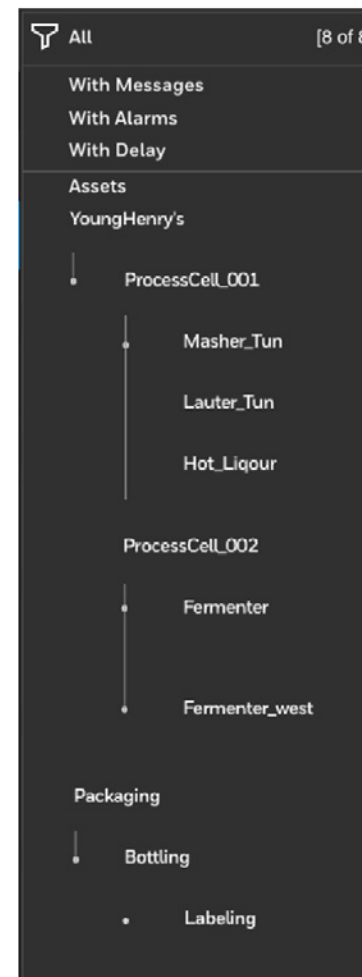 All [8 of 8
With Messages
With Alarms
With Delay
Assets
YoungHenry's
ProcessCell_001
Masher_Tun
Lauter_Tun
Hot_Liqour
ProcessCell_002
Fermenter
Fermenter_west
Packaging
Bottling
Labeling